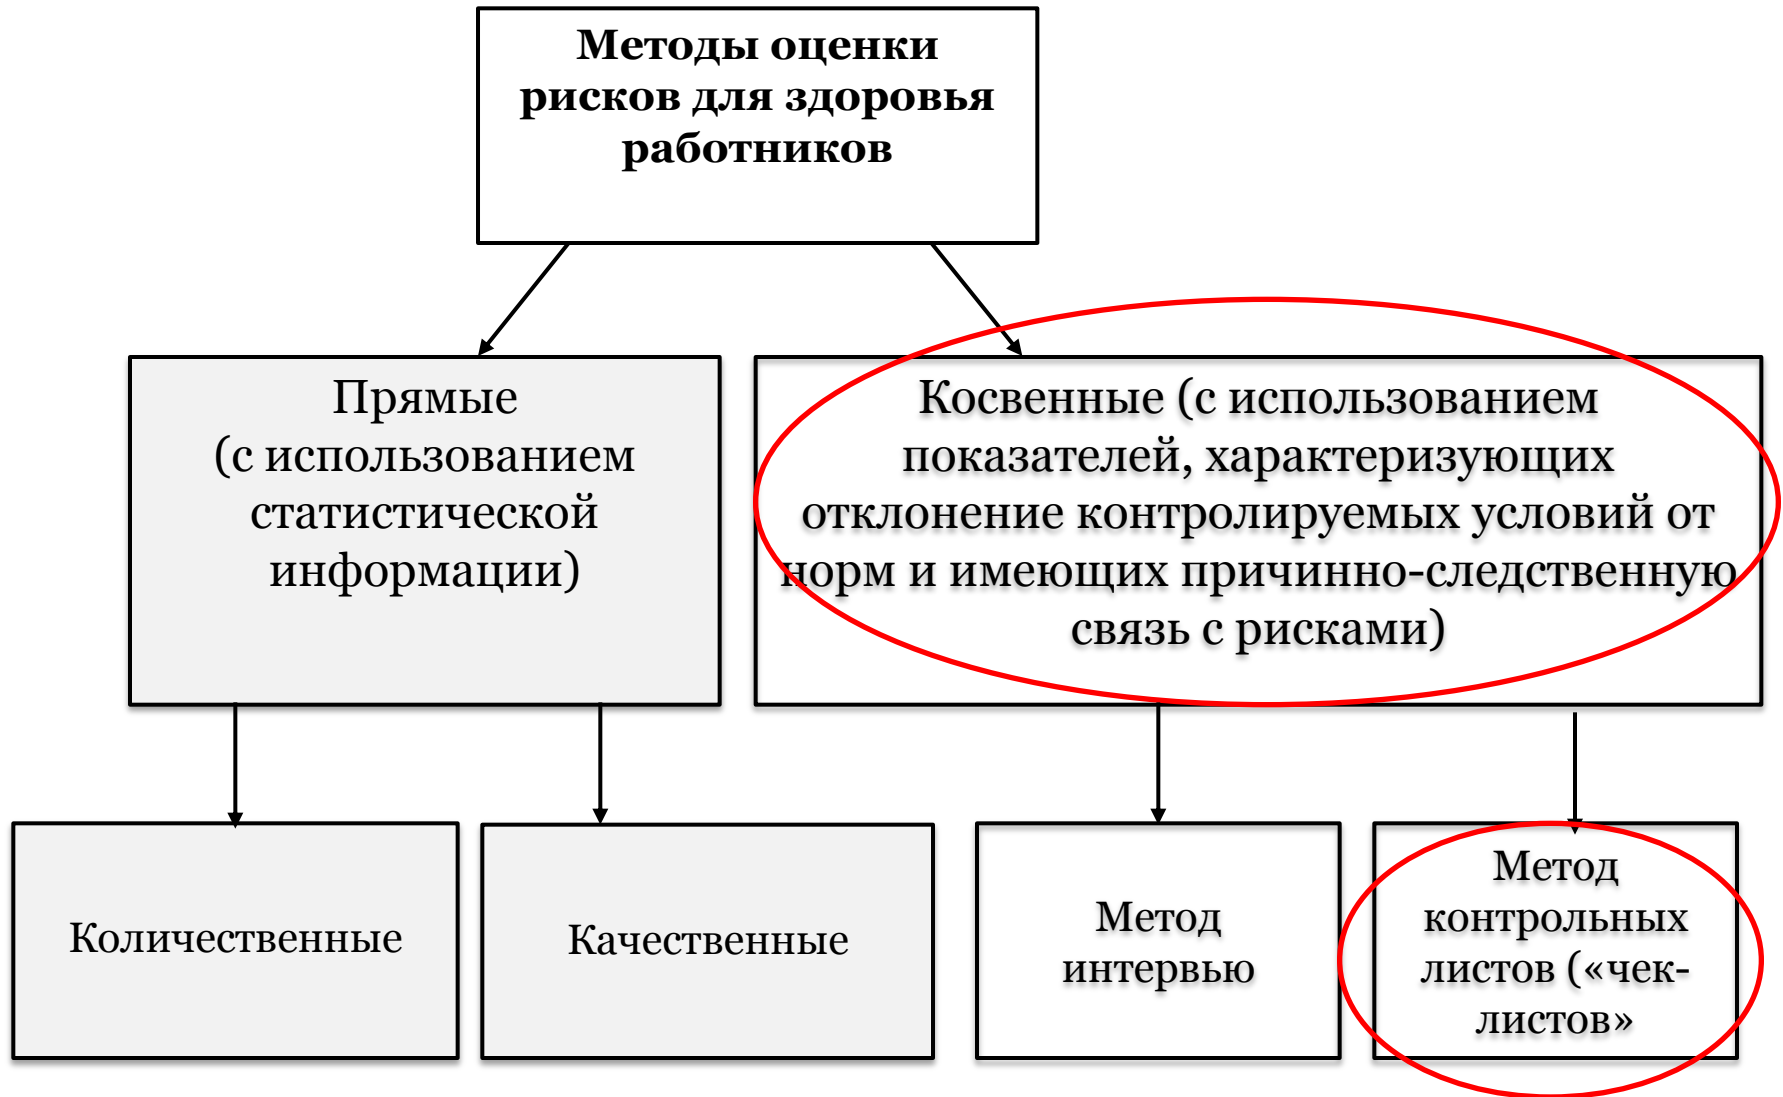 Методы оценки
рисков для здоровья
работников
Прямые
(с использованием
статистической
информации)
Косвенные (с использованием
показателей, характеризующих
отклонение контролируемых условий от
норм и имеющих причинно-следственную
связь с рисками)
Количественные
Качественные
Метод
интервью
Метод
контрольных
листов («чек-
листов»